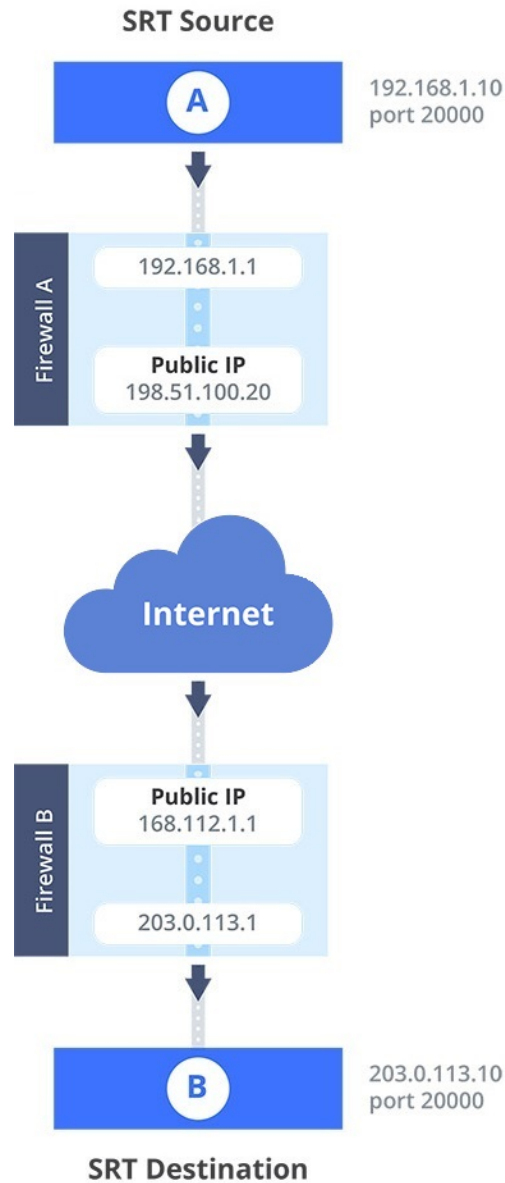 SRT Source
A
192.168.1.10
port 20000
Firewall A
192.168.1.1
Public IP
198.51.100.20
Internet
Firewall B
Public IP
168.112.1.1
203.0.113.1
B
203.0.113.10
port 20000
SRT Destination